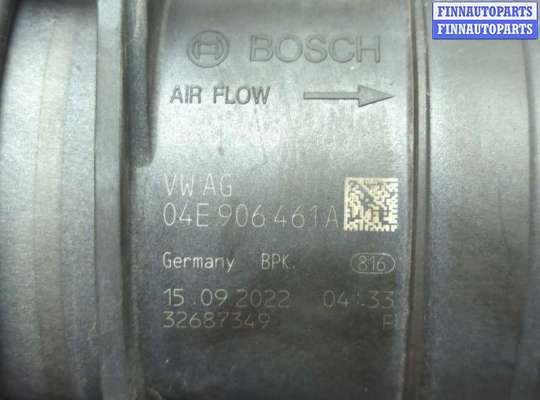 FINNAUTOPARTS
FINNAUTOPARTS
BOSCH
AIR FLOW
VW AG
04E 906 461 A
Germany BPK. 816
15.09.2022 04:33
32687349 F